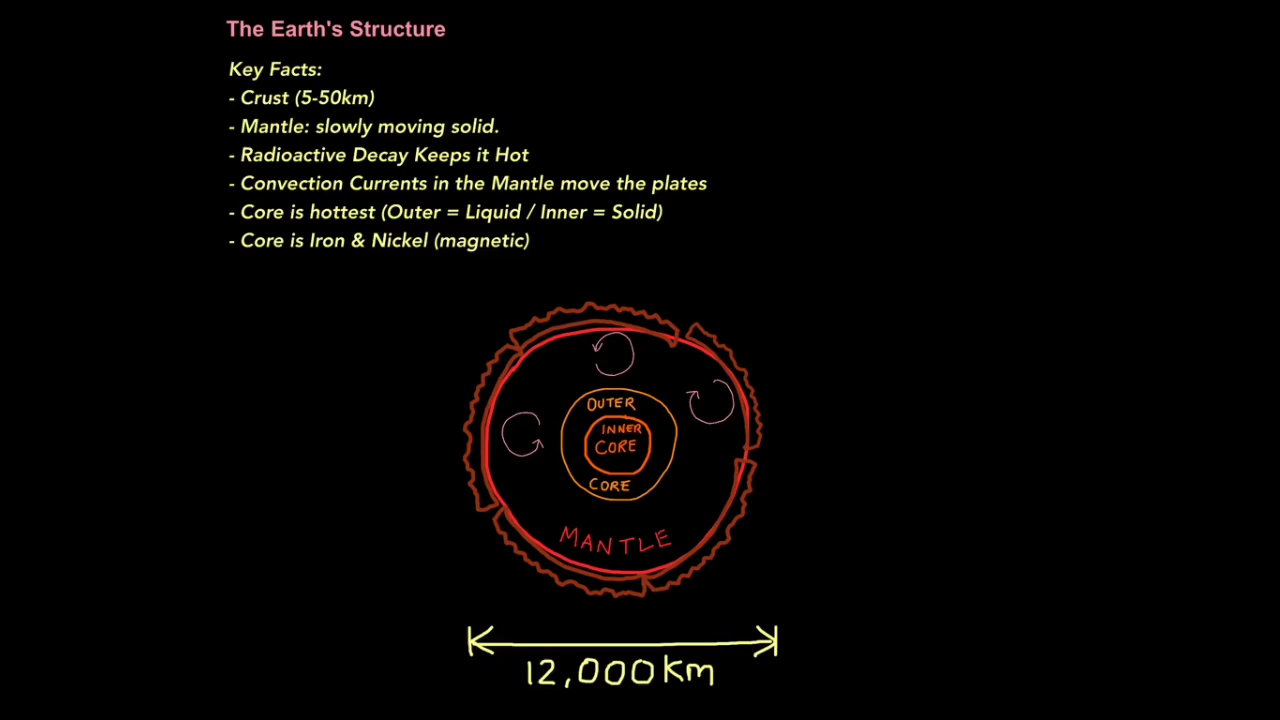 The Earth's Structure
Key Facts:
- Crust (5-50km)
- Mantle: slowly moving solid.
- Radioactive Decay Keeps it Hot
- Convection Currents in the Mantle move the plates
- Core is hottest (Outer = Liquid / Inner = Solid)
- Core is Iron & Nickel (magnetic)
OUTER
INNER
CORE
CORE
MANTLE
12,000km